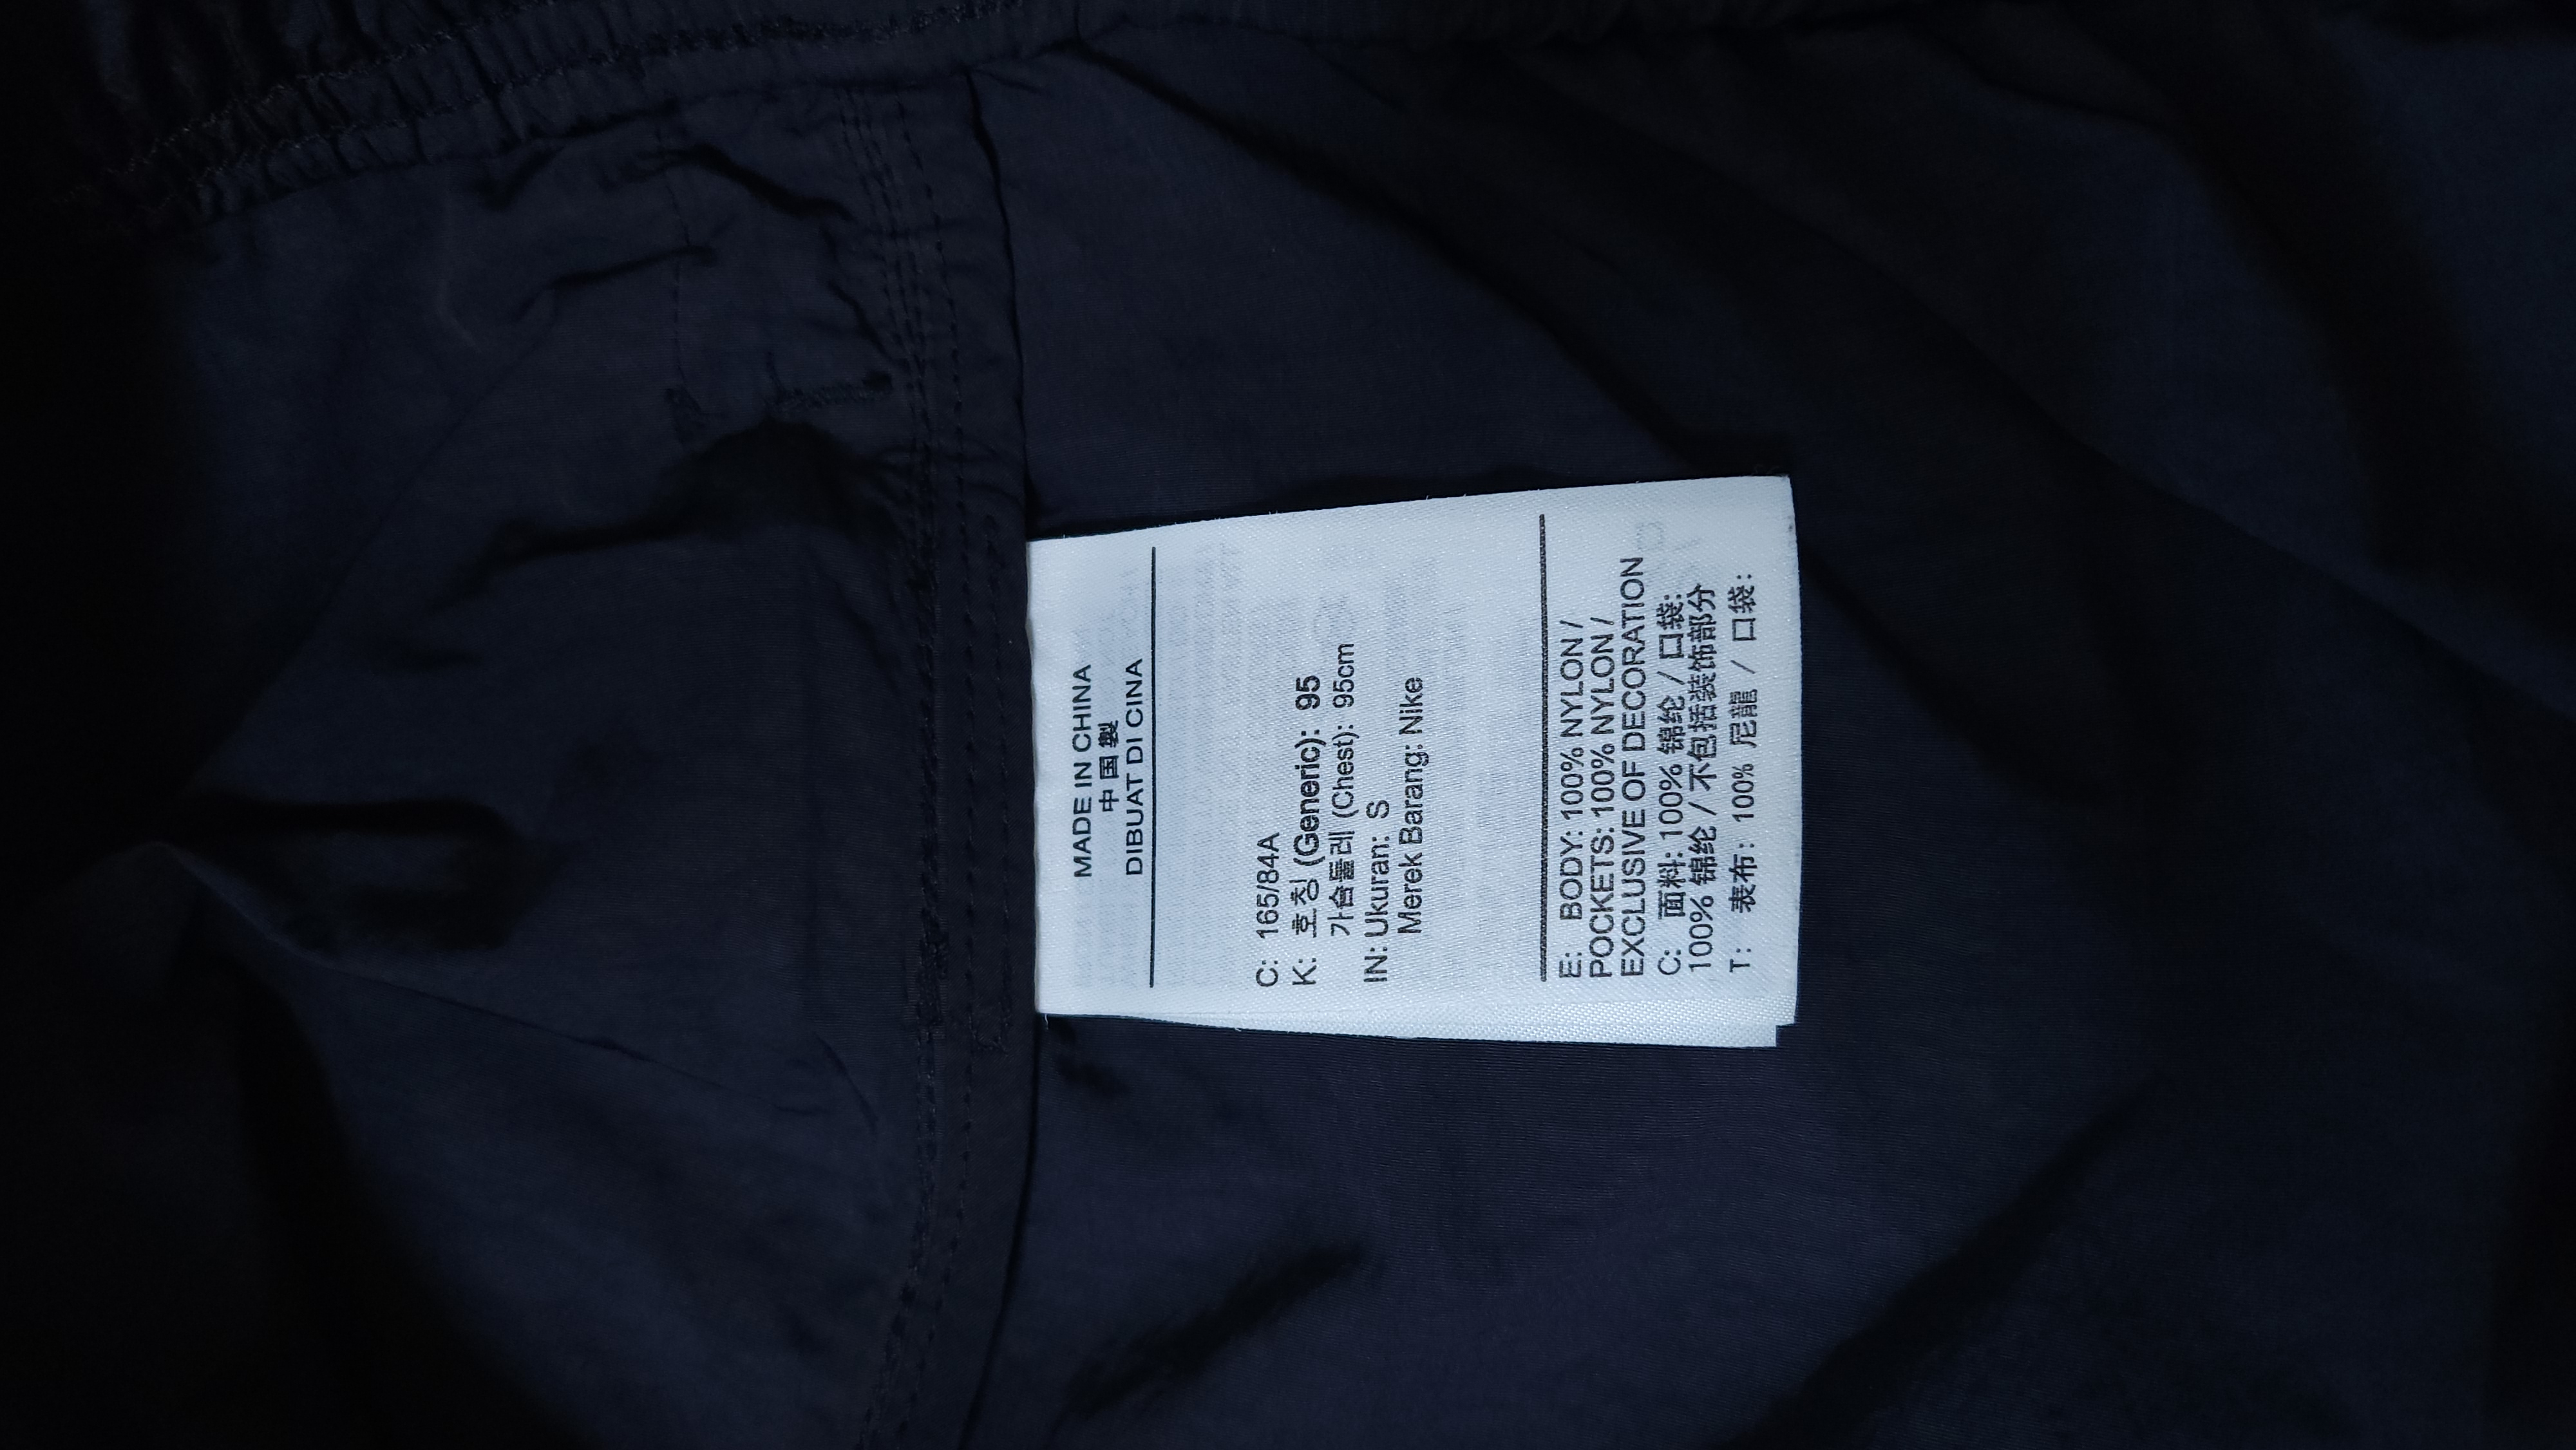 MADE IN CHINA
中国製
DIBUAT DI CINA
C: 165/84A
K: 호칭 (Generic): 95
가슴둘레 (Chest): 95cm
IN: Ukuran: S
Merek Barang: Nike
E: BODY: 100% NYLON /
POCKETS: 100% NYLON /
EXCLUSIVE OF DECORATION
C: 面料: 100% 锦纶 / 口袋:
100% 锦纶 / 不包括装饰部分
T: 表布: 100% 尼龍 / 口袋: